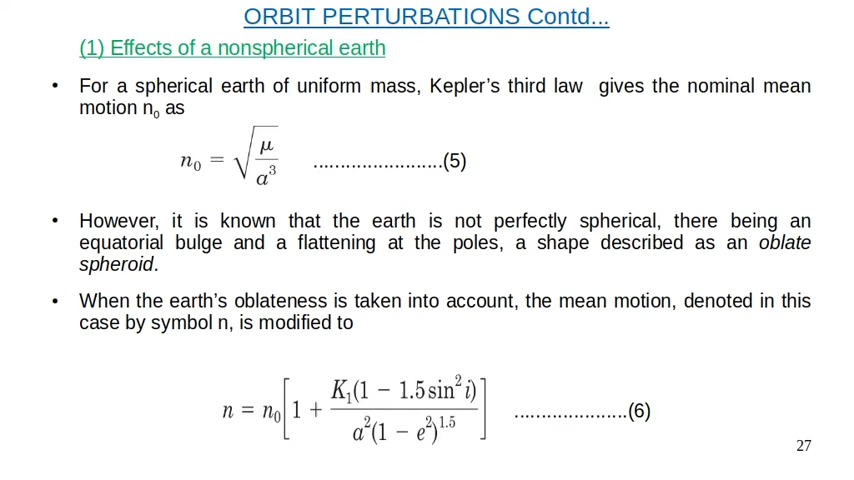 ORBIT PERTURBATIONS Contd...
(1) Effects of a nonspherical earth
• For a spherical earth of uniform mass, Kepler's third law gives the nominal mean
motion n₀ as
n₀ = √(μ/a³) ........................(5)
• However, it is known that the earth is not perfectly spherical, there being an
equatorial bulge and a flattening at the poles, a shape described as an oblate
spheroid.
• When the earth's oblateness is taken into account, the mean motion, denoted in this
case by symbol n, is modified to
n = n₀[1 + K₁(1 − 1.5 sin² i) / a²(1 − e²)^1.5] .....................(6)
27